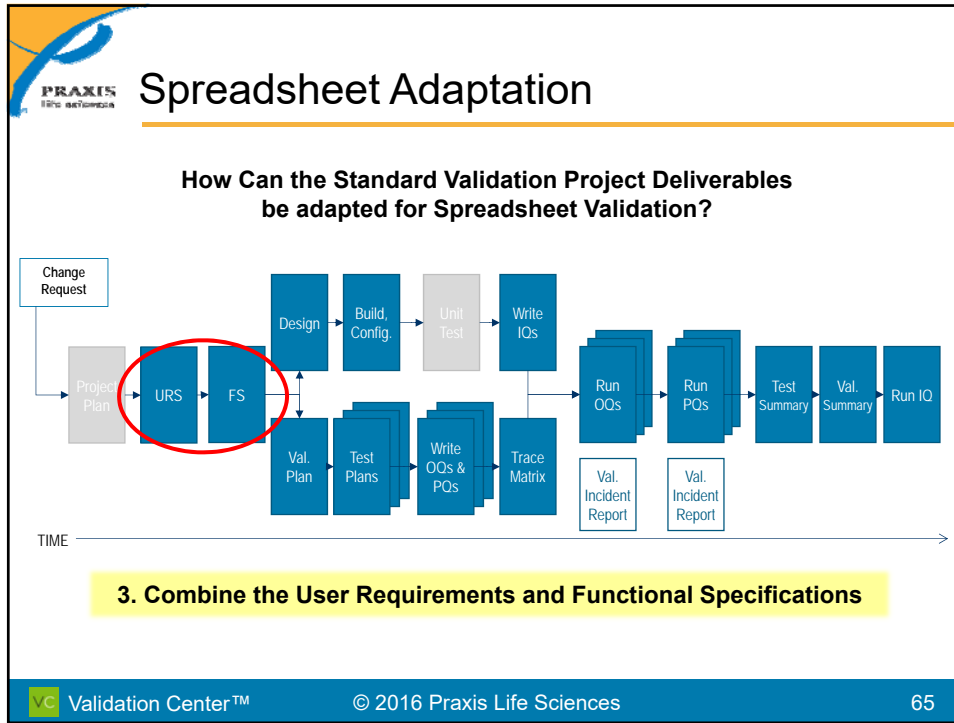 PRAXIS
life sciences
Spreadsheet Adaptation
How Can the Standard Validation Project Deliverables
be adapted for Spreadsheet Validation?
Change
Request
Project
Plan
URS
FS
Design
Build,
Config.
Unit
Test
Write
IQs
Val.
Plan
Test
Plans
Write
OQs &
PQs
Trace
Matrix
Run
OQs
Run
PQs
Test
Summary
Val.
Summary
Run IQ
Val.
Incident
Report
Val.
Incident
Report
TIME
3. Combine the User Requirements and Functional Specifications
VC Validation Center™ © 2016 Praxis Life Sciences 65